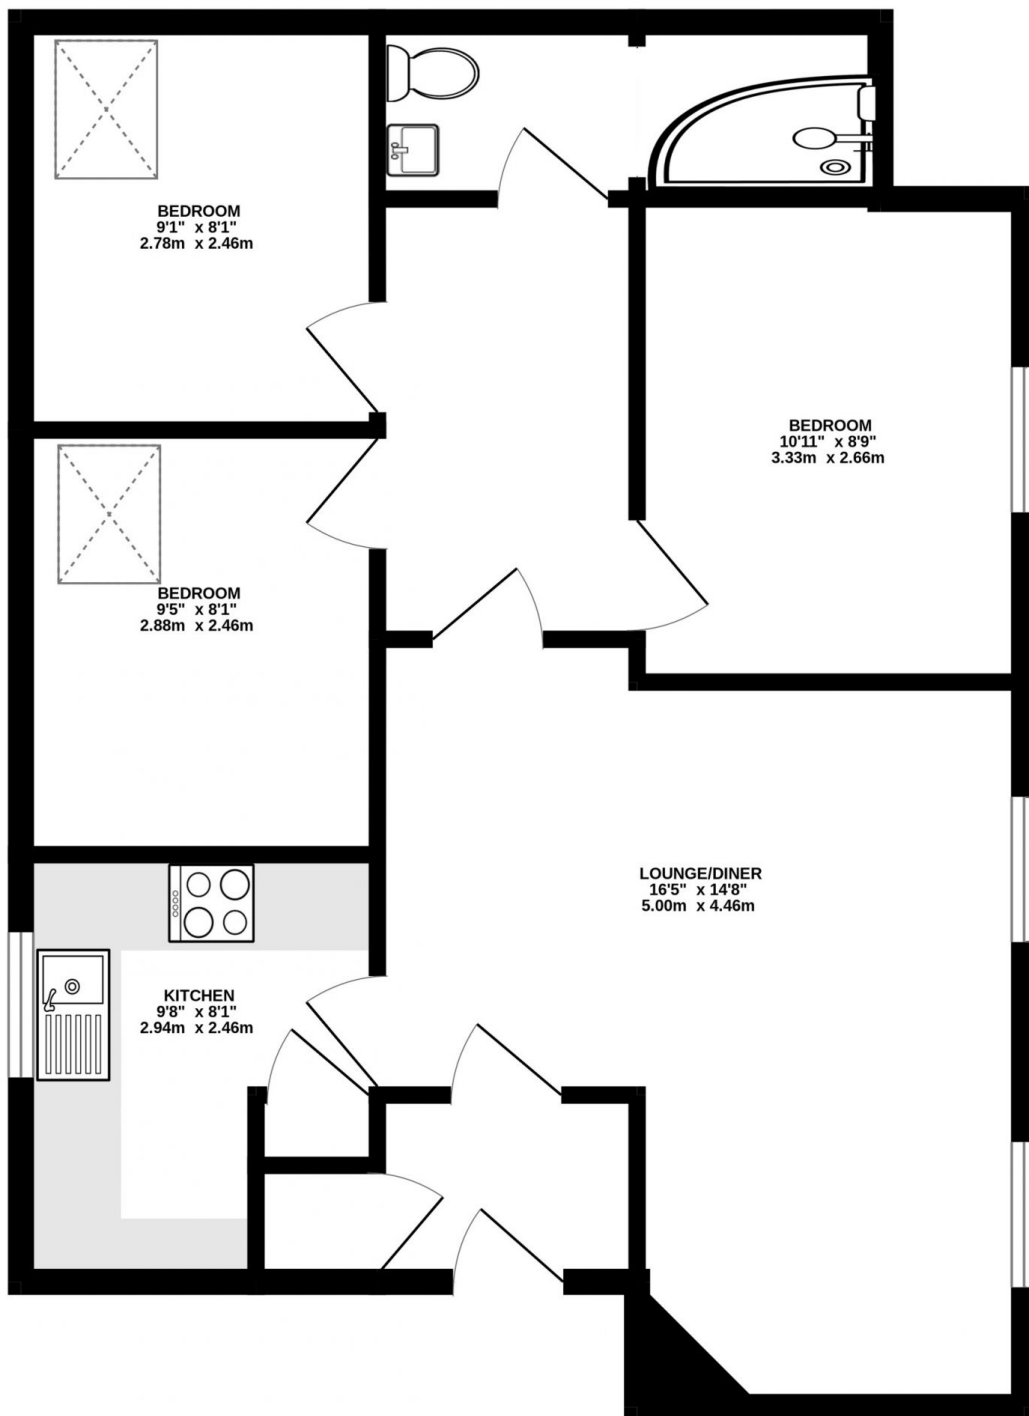 BEDROOM
9'1" x 8'1"
2.78m x 2.46m
BEDROOM
10'11" x 8'9"
3.33m x 2.66m
BEDROOM
9'5" x 8'1"
2.88m x 2.46m
LOUNGE/DINER
16'5" x 14'8"
5.00m x 4.46m
KITCHEN
9'8" x 8'1"
2.94m x 2.46m